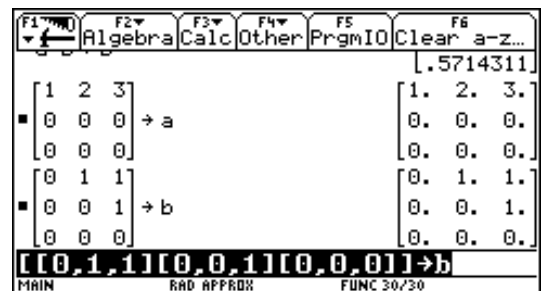 F1 F2 F3 F4 F5 F6
Algebra Calc Other PrgmIO Clear a-z…
[.5714311]
[1 2 3] [1. 2. 3.]
▪ [0 0 0] → a [0. 0. 0.]
[0 0 0] [0. 0. 0.]
[0 1 1] [0. 1. 1.]
▪ [0 0 1] → b [0. 0. 1.]
[0 0 0] [0. 0. 0.]
[[0,1,1][0,0,1][0,0,0]]→b
MAIN RAD APPROX FUNC 30/30